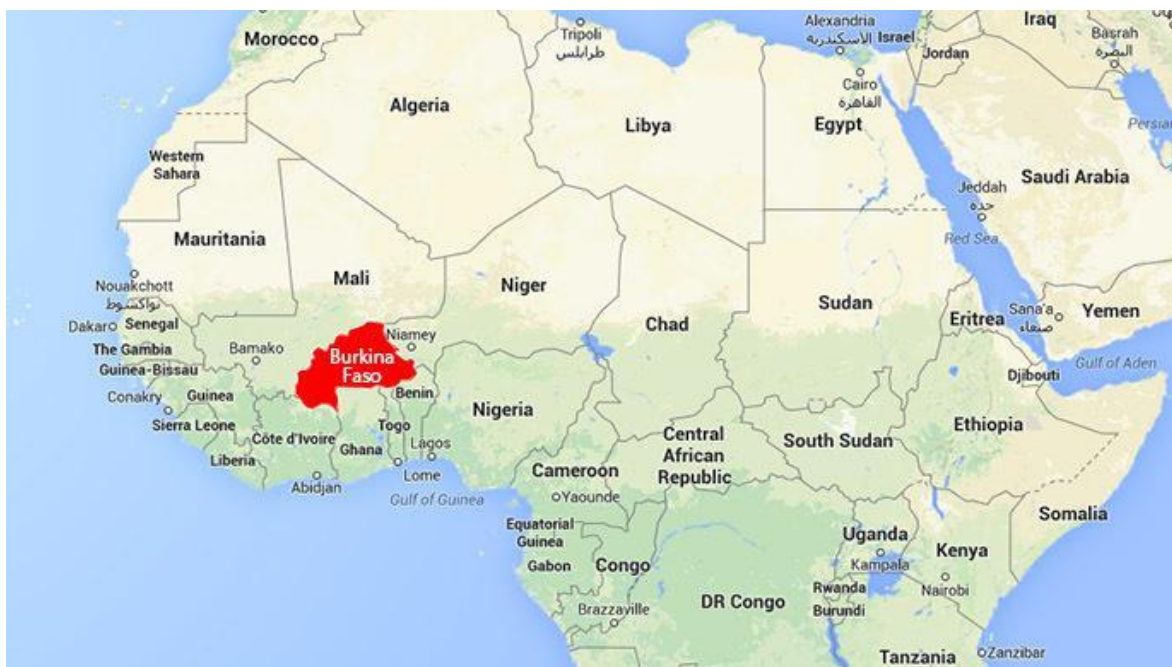 Morocco
Tripoli
طرابلس
Alexandria
الإسكندرية
Israel
Iraq
Basrah
البصرة
Jordan
Cairo
القاهرة
Algeria
Libya
Egypt
Persian
Western
Sahara
Saudi Arabia
Jeddah
جدة
Red Sea
Mauritania
Mali
Niger
Chad
Sudan
Nouakchott
نواكشوط
Dakar
Senegal
Sana'a
صنعاء
Yemen
Eritrea
The Gambia
Bamako
Burkina
Faso
Niamey
Gulf of Aden
Guinea-Bissau
Djibouti
Conakry
Guinea
Benin
Nigeria
Sierra Leone
Côte d'Ivoire
Togo
Ghana
Lagos
Central
African
Republic
South Sudan
Ethiopia
Liberia
Lome
Abidjan
Gulf of Guinea
Cameroon
Yaounde
Somalia
Equatorial
Guinea
Gabon
Congo
Uganda
Kampala
Kenya
Nairobi
Rwanda
Burundi
DR Congo
Brazzaville
Tanzania
Zanzibar